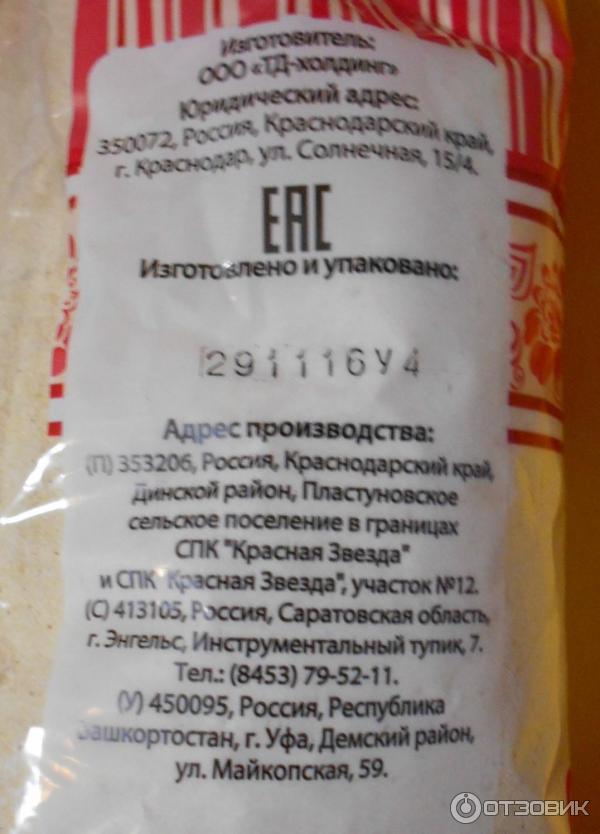 Изготовитель:
ООО «ТД-холдинг»
Юридический адрес:
350072, Россия, Краснодарский край,
г. Краснодар, ул. Солнечная, 15/4.
EAC
Изготовлено и упаковано:
291116У4
Адрес производства:
(П) 353206, Россия, Краснодарский край,
Динской район, Пластуновское
сельское поселение в границах
СПК "Красная Звезда"
и СПК "Красная Звезда", участок №12.
(С) 413105, Россия, Саратовская область,
г. Энгельс, Инструментальный тупик, 7.
Тел.: (8453) 79-52-11.
(У) 450095, Россия, Республика
Башкортостан, г. Уфа, Демский район,
ул. Майкопская, 59.
ОТЗОВИК